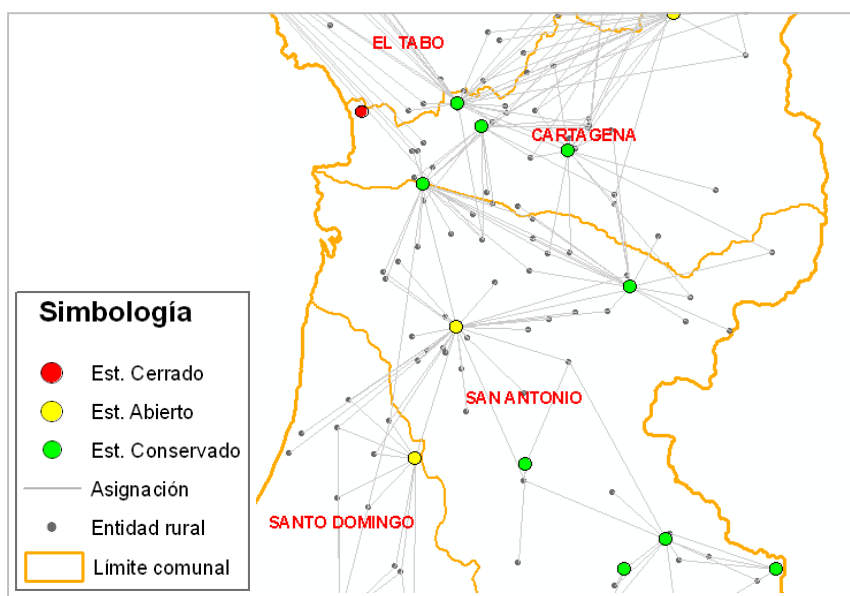 EL TABO
CARTAGENA
Simbología
Est. Cerrado
Est. Abierto
Est. Conservado
Asignación
Entidad rural
Límite comunal
SAN ANTONIO
SANTO DOMINGO